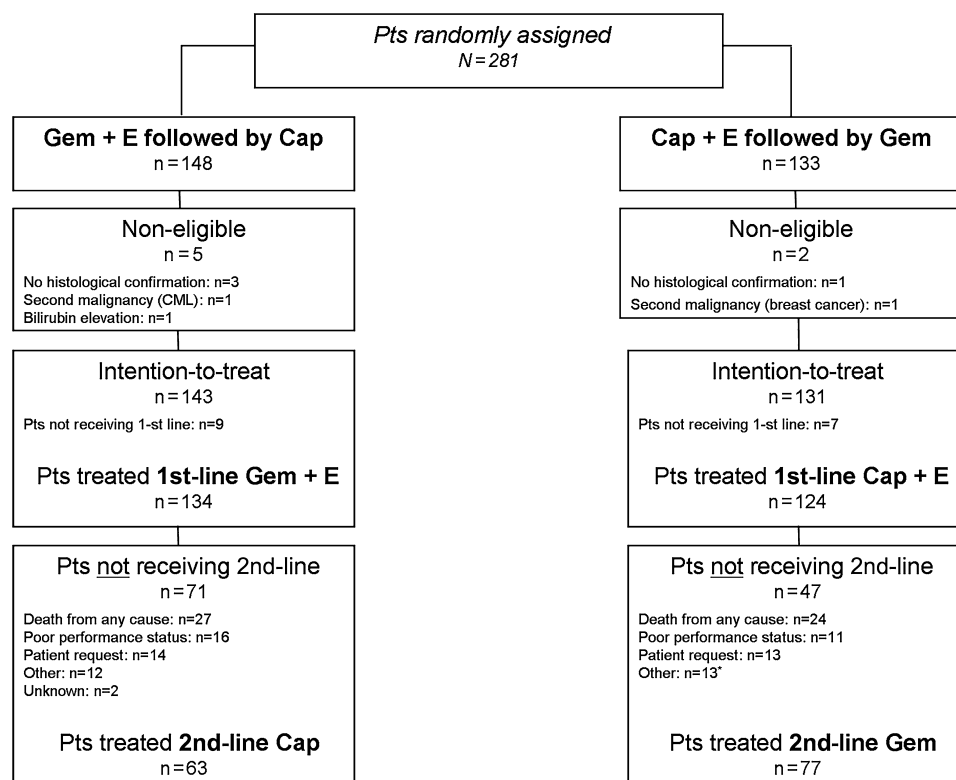 Pts randomly assigned
N = 281
Gem + E followed by Cap
n = 148
Non-eligible
n = 5
No histological confirmation: n=3
Second malignancy (CML): n=1
Bilirubin elevation: n=1
Intention-to-treat
n = 143
Pts not receiving 1-st line: n=9
Pts treated 1st-line Gem + E
n = 134
Pts not receiving 2nd-line
n = 71
Death from any cause: n=27
Poor performance status: n=16
Patient request: n=14
Other: n=12
Unknown: n=2
Pts treated 2nd-line Cap
n = 63
Cap + E followed by Gem
n = 133
Non-eligible
n = 2
No histological confirmation: n=1
Second malignancy (breast cancer): n=1
Intention-to-treat
n = 131
Pts not receiving 1-st line: n=7
Pts treated 1st-line Cap + E
n = 124
Pts not receiving 2nd-line
n = 47
Death from any cause: n=24
Poor performance status: n=11
Patient request: n=13
Other: n=13*
Pts treated 2nd-line Gem
n = 77